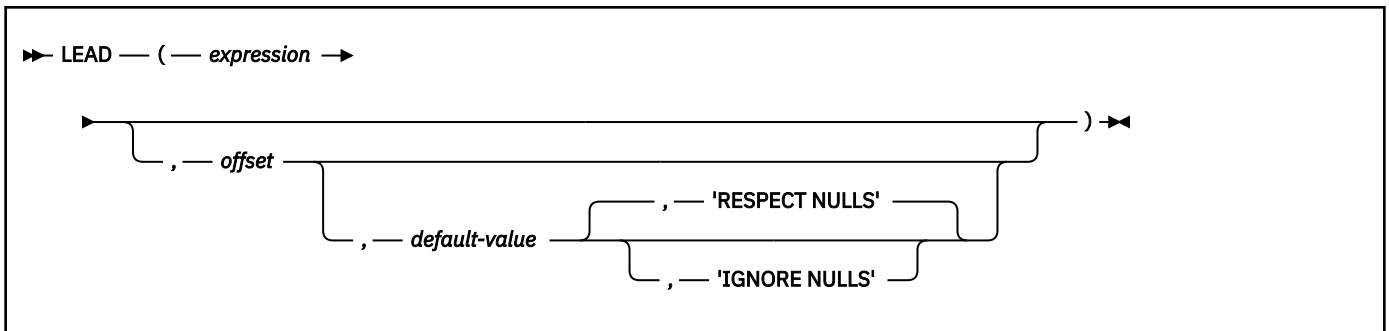 LEAD ( expression
)
, offset
, 'RESPECT NULLS'
, default-value
, 'IGNORE NULLS'